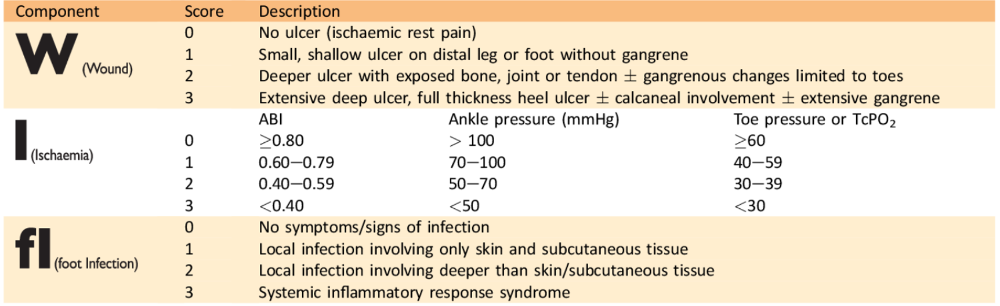 Component Score Description
W (Wound) 0 No ulcer (ischaemic rest pain)
1 Small, shallow ulcer on distal leg or foot without gangrene
2 Deeper ulcer with exposed bone, joint or tendon ± gangrenous changes limited to toes
3 Extensive deep ulcer, full thickness heel ulcer ± calcaneal involvement ± extensive gangrene
I (Ischaemia) ABI Ankle pressure (mmHg) Toe pressure or TcPO₂
0 ≥0.80 > 100 ≥60
1 0.60—0.79 70—100 40—59
2 0.40—0.59 50—70 30—39
3 <0.40 <50 <30
fI (foot Infection) 0 No symptoms/signs of infection
1 Local infection involving only skin and subcutaneous tissue
2 Local infection involving deeper than skin/subcutaneous tissue
3 Systemic inflammatory response syndrome